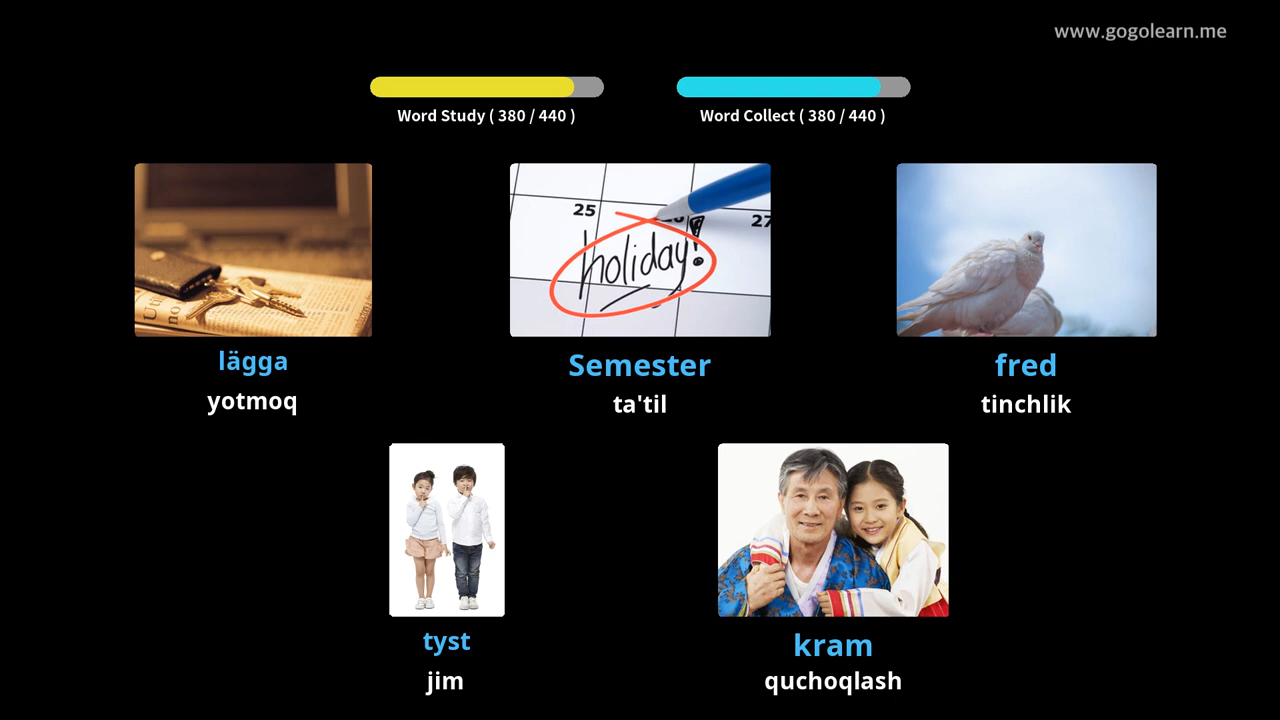 www.gogolearn.me
Word Study ( 380 / 440 )
Word Collect ( 380 / 440 )
25
27
holiday!
lägga
Semester
fred
yotmoq
ta'til
tinchlik
tyst
kram
jim
quchoqlash